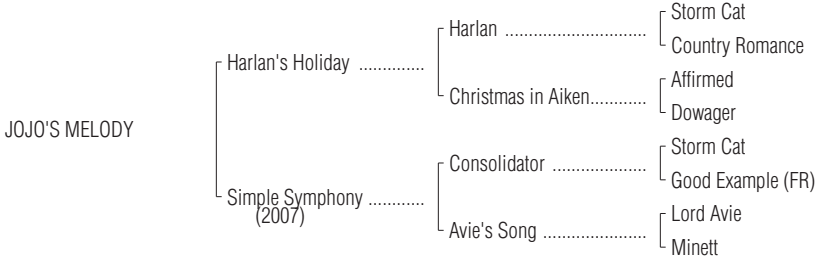 Storm Cat
Harlan ..............................
Country Romance
Harlan's Holiday ..............
Affirmed
Christmas in Aiken............
Dowager
JOJO'S MELODY
Storm Cat
Consolidator ....................
Good Example (FR)
Simple Symphony ............
(2007)
Lord Avie
Avie's Song ......................
Minett